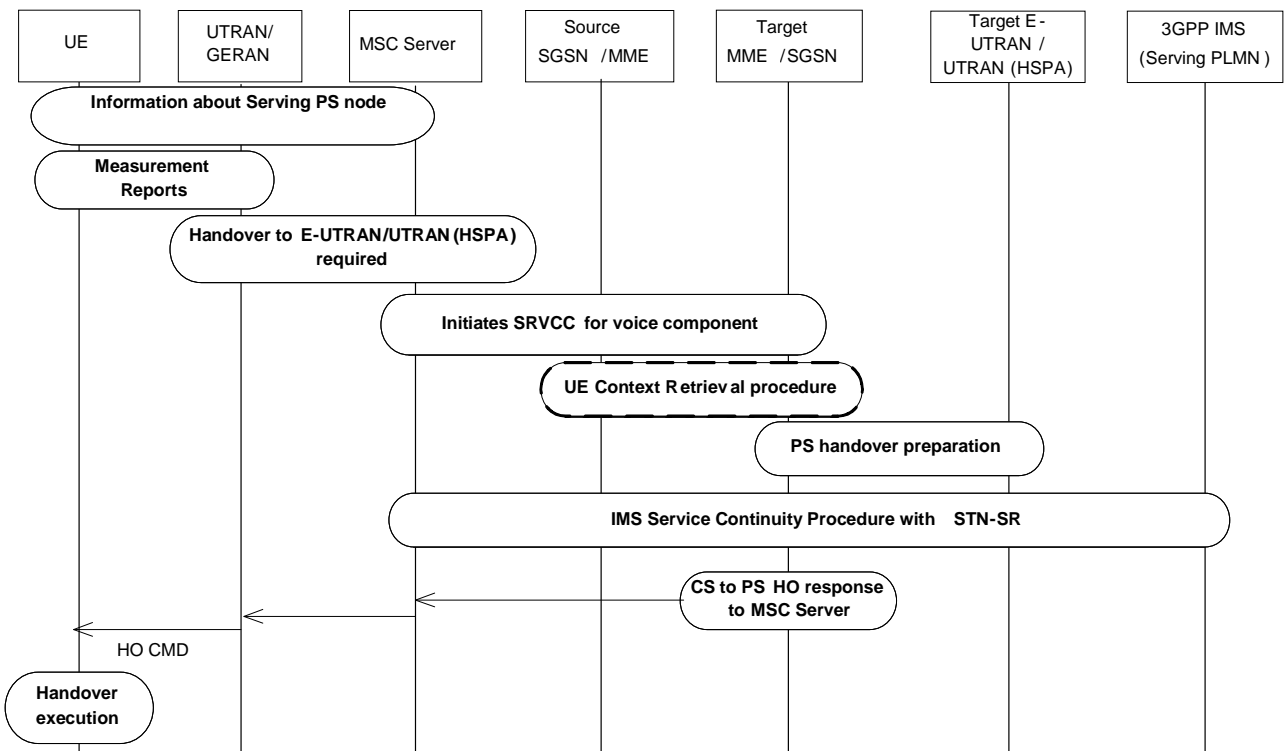 UE
UTRAN/
GERAN
MSC Server
Source
SGSN /MME
Target
MME /SGSN
Target E-
UTRAN /
UTRAN (HSPA)
3GPP IMS
(Serving PLMN )
Information about Serving PS node
Measurement
Reports
Handover to E-UTRAN/UTRAN (HSPA)
required
Initiates SRVCC for voice component
UE Context Retrieval procedure
PS handover preparation
IMS Service Continuity Procedure with STN-SR
CS to PS HO response
to MSC Server
HO CMD
Handover
execution